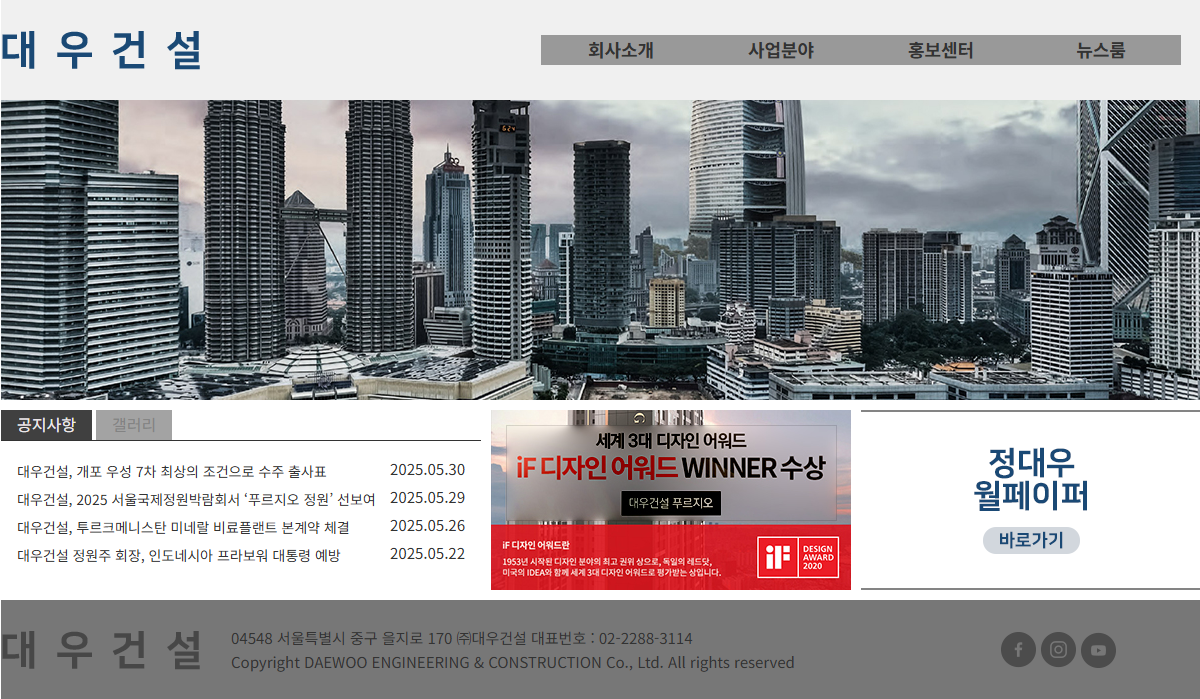 대우건설
회사소개 사업분야 홍보센터 뉴스룸
공지사항 갤러리
대우건설, 개포 우성 7차 최상의 조건으로 수주 출사표 2025.05.30
대우건설, 2025 서울국제정원박람회서 ‘푸르지오 정원’ 선보여 2025.05.29
대우건설, 투르크메니스탄 미네랄 비료플랜트 본계약 체결 2025.05.26
대우건설 정원주 회장, 인도네시아 프라보워 대통령 예방 2025.05.22
세계 3대 디자인 어워드
iF 디자인 어워드 WINNER 수상
대우건설 푸르지오
iF 디자인 어워드란
1953년 시작된 디자인 분야의 최고 권위 상으로, 독일의 레드닷,
미국의 IDEA와 함께 세계 3대 디자인 어워드로 평가받는 상입니다.
iF
DESIGN
AWARD
2020
정대우
월페이퍼
바로가기
대우건설
04548 서울특별시 중구 을지로 170 ㈜대우건설 대표번호 : 02-2288-3114
Copyright DAEWOO ENGINEERING & CONSTRUCTION Co., Ltd. All rights reserved